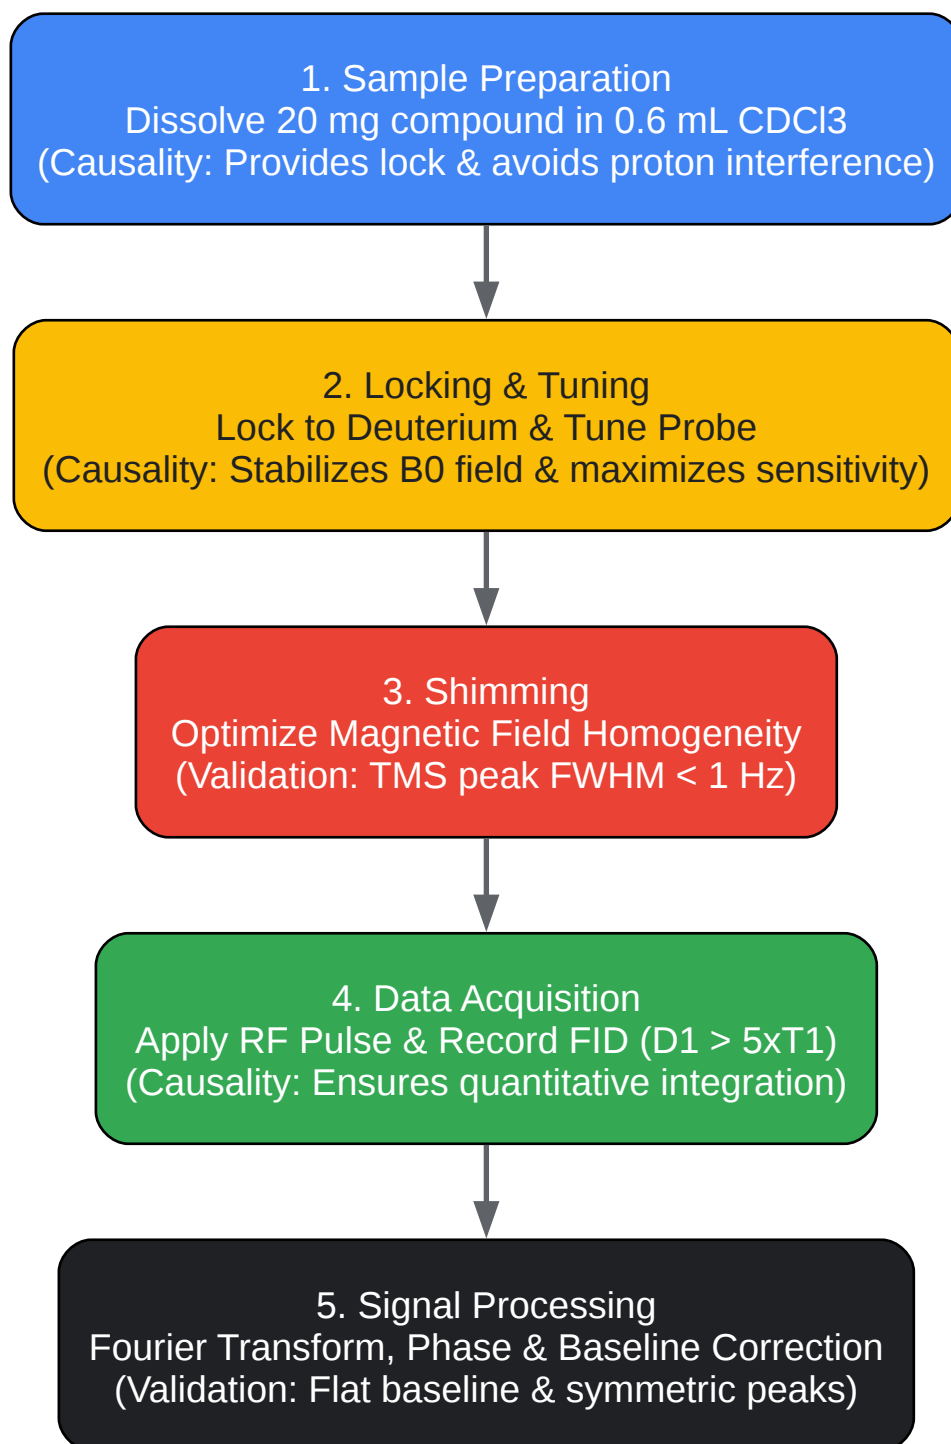 1. Sample Preparation
Dissolve 20 mg compound in 0.6 mL CDCl3
(Causality: Provides lock & avoids proton interference)
2. Locking & Tuning
Lock to Deuterium & Tune Probe
(Causality: Stabilizes B0 field & maximizes sensitivity)
3. Shimming
Optimize Magnetic Field Homogeneity
(Validation: TMS peak FWHM < 1 Hz)
4. Data Acquisition
Apply RF Pulse & Record FID (D1 > 5xT1)
(Causality: Ensures quantitative integration)
5. Signal Processing
Fourier Transform, Phase & Baseline Correction
(Validation: Flat baseline & symmetric peaks)